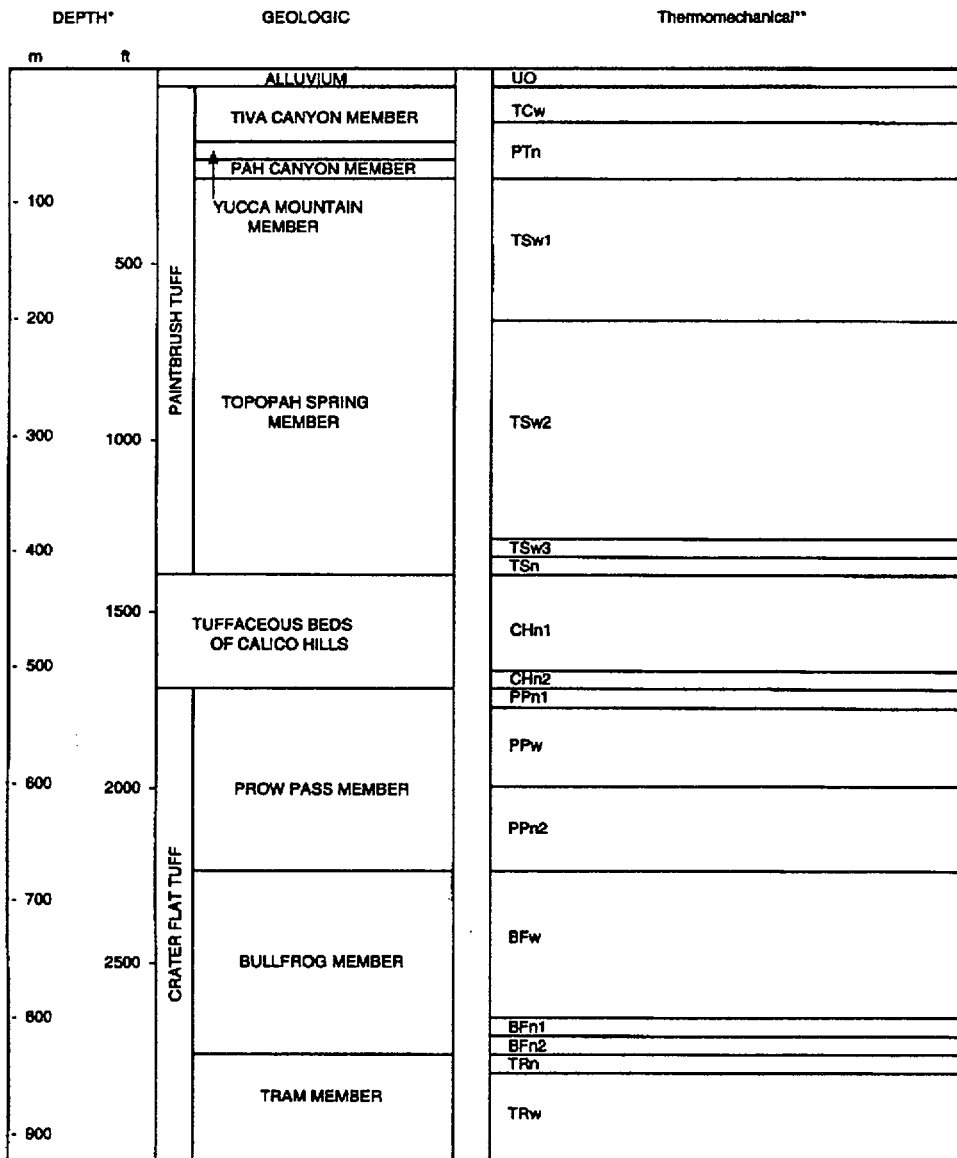 DEPTH* GEOLOGIC Thermomechanical**
m ft
ALLUVIUM UO
TIVA CANYON MEMBER TCw
PTn
PAH CANYON MEMBER
- 100 YUCCA MOUNTAIN
MEMBER
TSw1
500
PAINTBRUSH TUFF
- 200
TOPOPAH SPRING
MEMBER
TSw2
- 300 1000
- 400 TSw3
TSn
1500
TUFFACEOUS BEDS
OF CALICO HILLS
CHn1
- 500
CHn2
PPn1
PPw
- 600 2000 PROW PASS MEMBER
PPn2
- 700
CRATER FLAT TUFF
BFw
2500 BULLFROG MEMBER
- 800
BFn1
BFn2
TRn
TRAM MEMBER
TRw
- 900